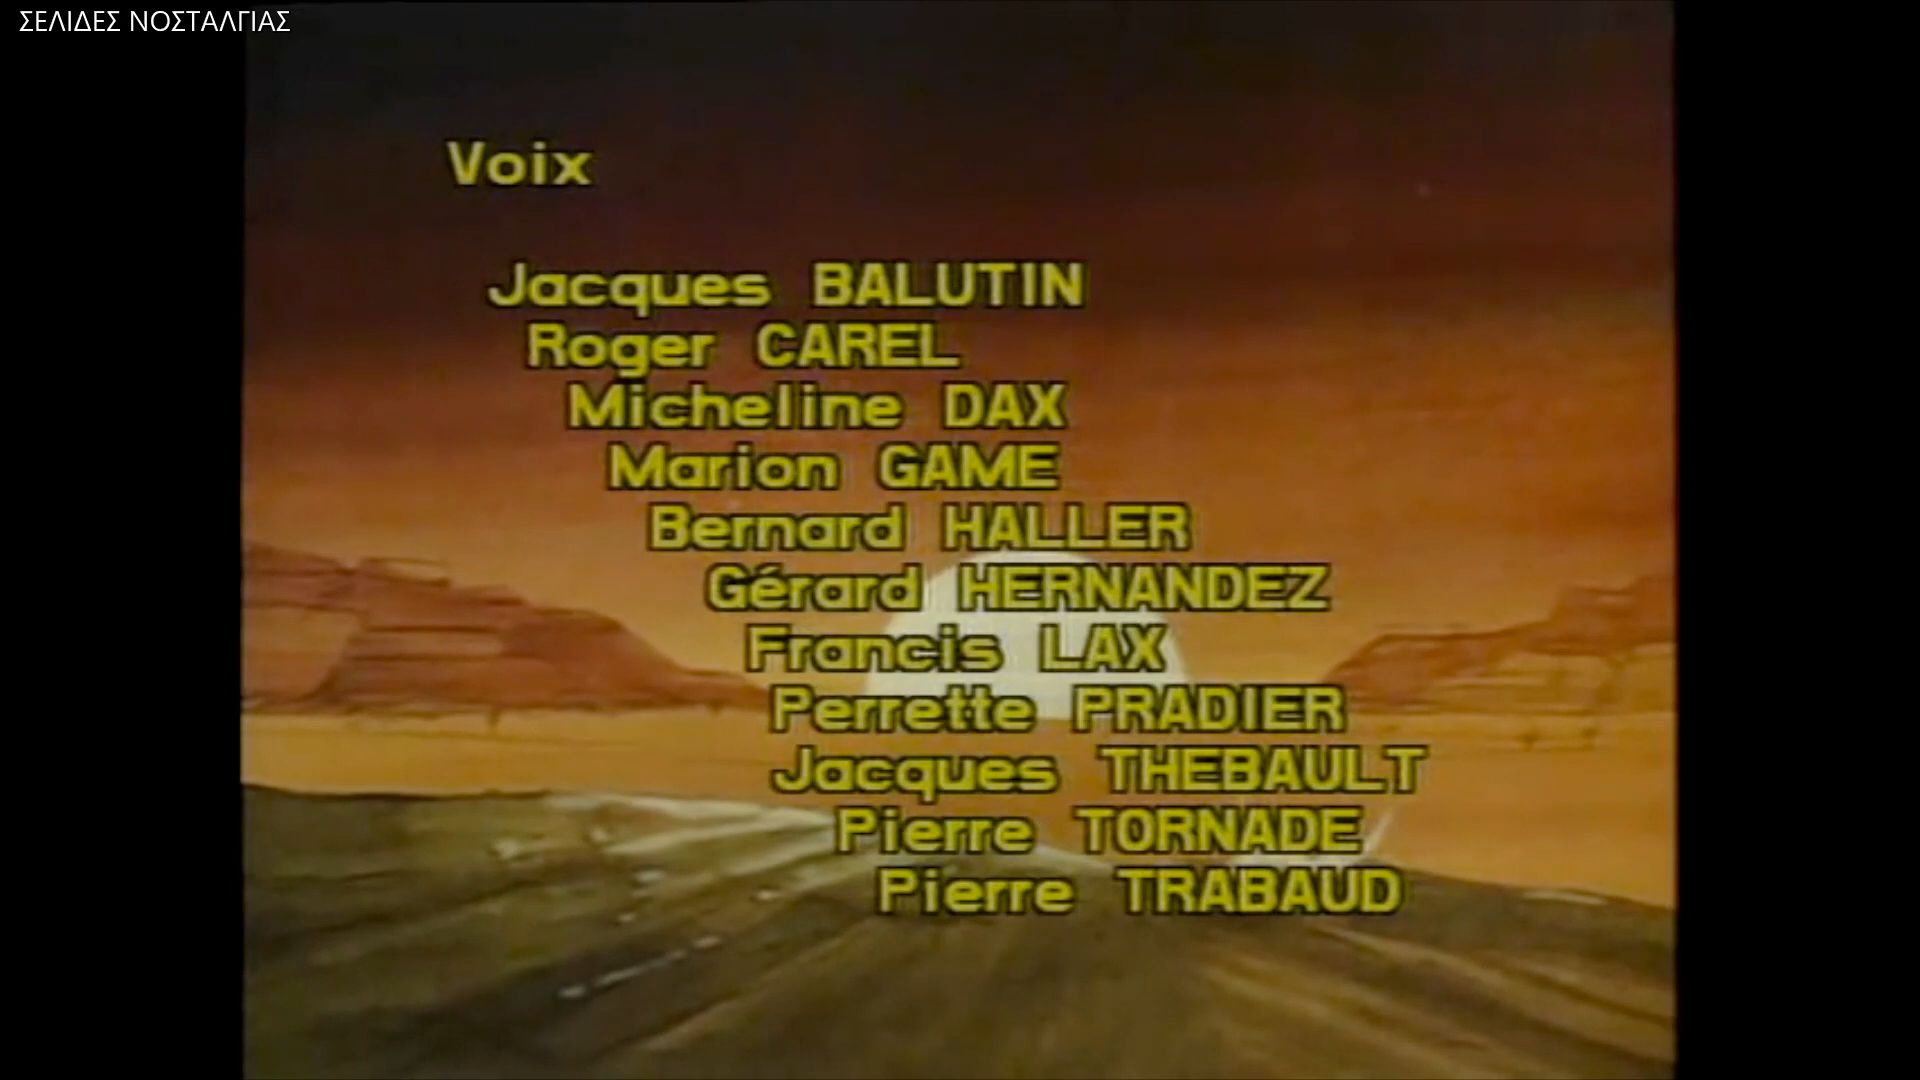 ΣΕΛΙΔΕΣ ΝΟΣΤΑΛΓΙΑΣ
Voix
Jacques BALUTIN
Roger CAREL
Micheline DAX
Marion GAME
Bernard HALLER
Gérard HERNANDEZ
Francis LAX
Perrette PRADIER
Jacques THEBAULT
Pierre TORNADE
Pierre TRABAUD